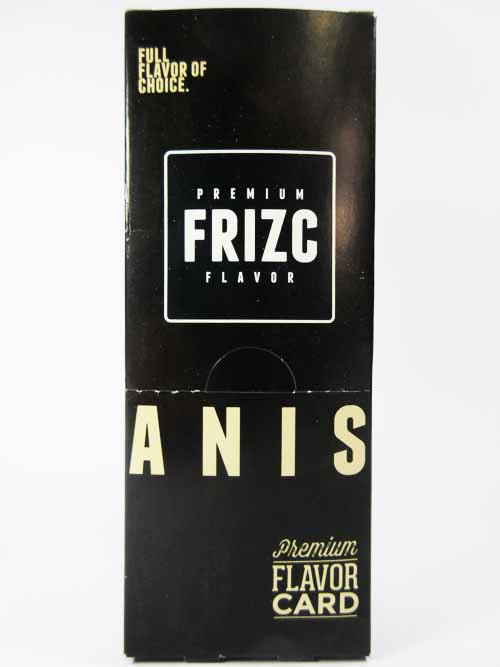 FULL
FLAVOR OF
CHOICE.
PREMIUM
FRIZC
FLAVOR
ANIS
Premium
FLAVOR
CARD